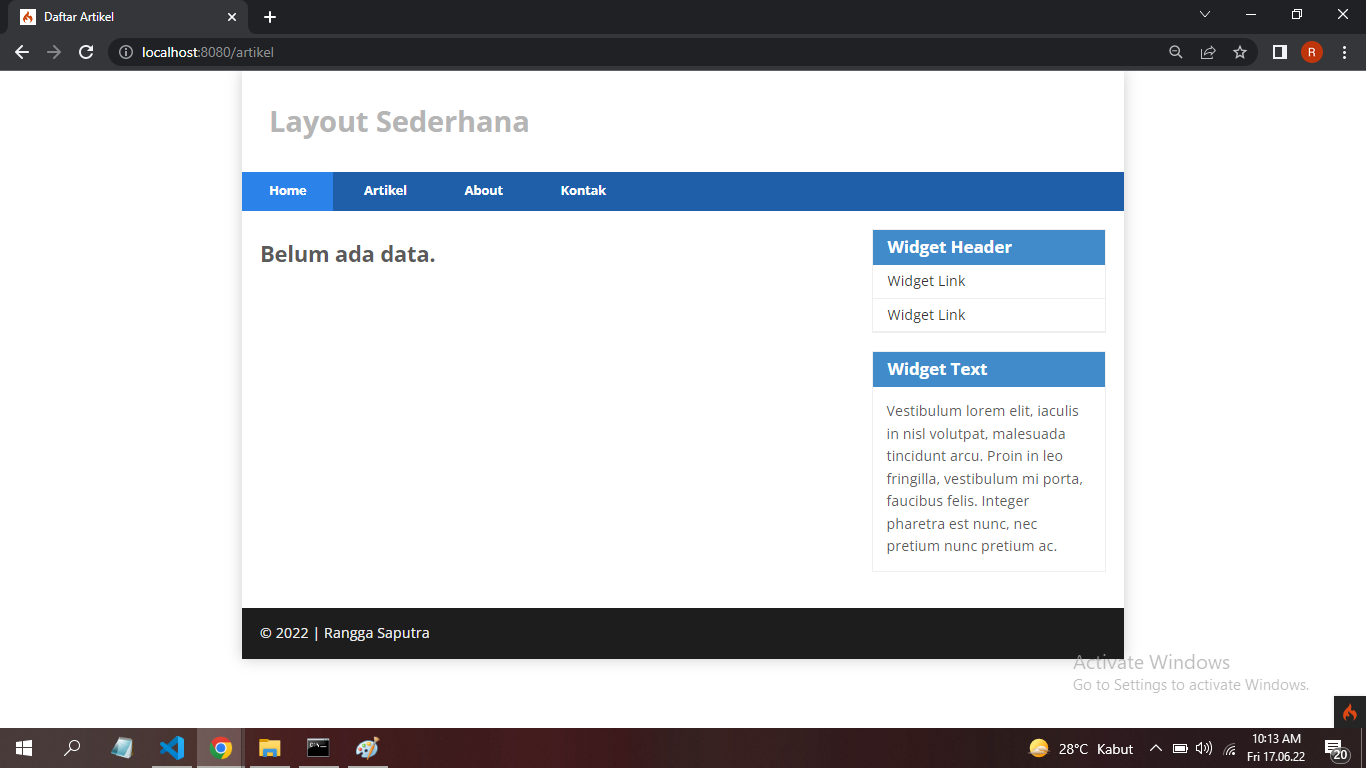 Daftar Artikel
localhost:8080/artikel
R
Layout Sederhana
Home Artikel About Kontak
Belum ada data.
Widget Header
Widget Link
Widget Link
Widget Text
Vestibulum lorem elit, iaculis
in nisl volutpat, malesuada
tincidunt arcu. Proin in leo
fringilla, vestibulum mi porta,
faucibus felis. Integer
pharetra est nunc, nec
pretium nunc pretium ac.
© 2022 | Rangga Saputra
Activate Windows
Go to Settings to activate Windows.
28°C Kabut
10:13 AM
Fri 17.06.22
20